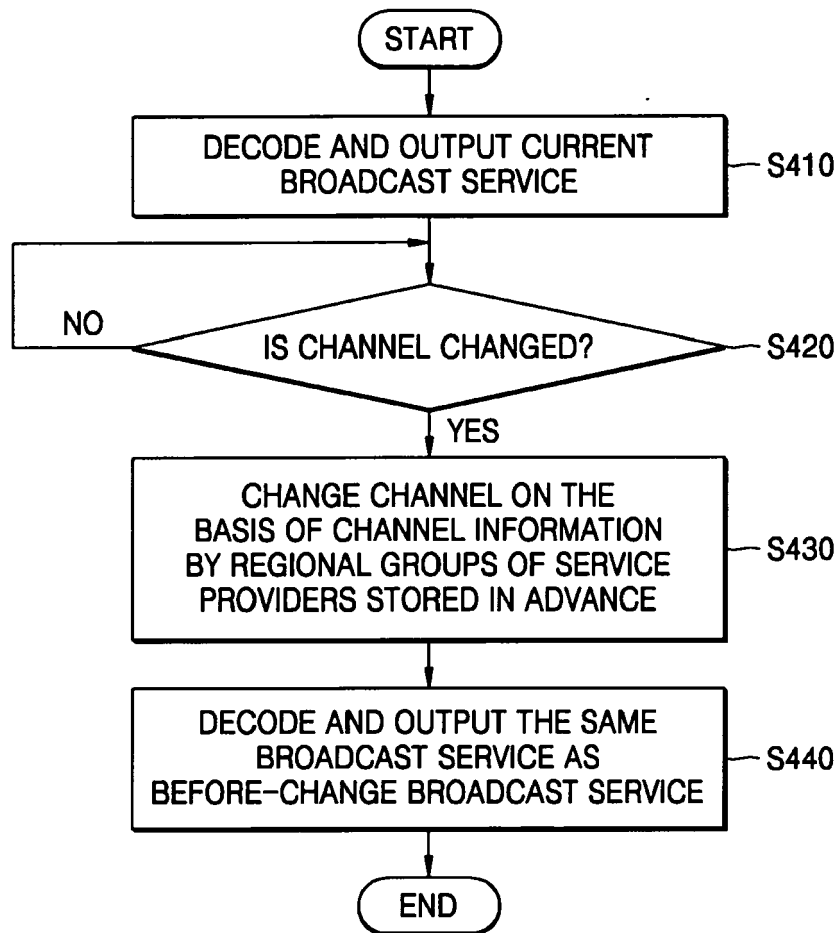 START
DECODE AND OUTPUT CURRENT
BROADCAST SERVICE
S410
NO
IS CHANNEL CHANGED?
S420
YES
CHANGE CHANNEL ON THE
BASIS OF CHANNEL INFORMATION
BY REGIONAL GROUPS OF SERVICE
PROVIDERS STORED IN ADVANCE
S430
DECODE AND OUTPUT THE SAME
BROADCAST SERVICE AS
BEFORE-CHANGE BROADCAST SERVICE
S440
END